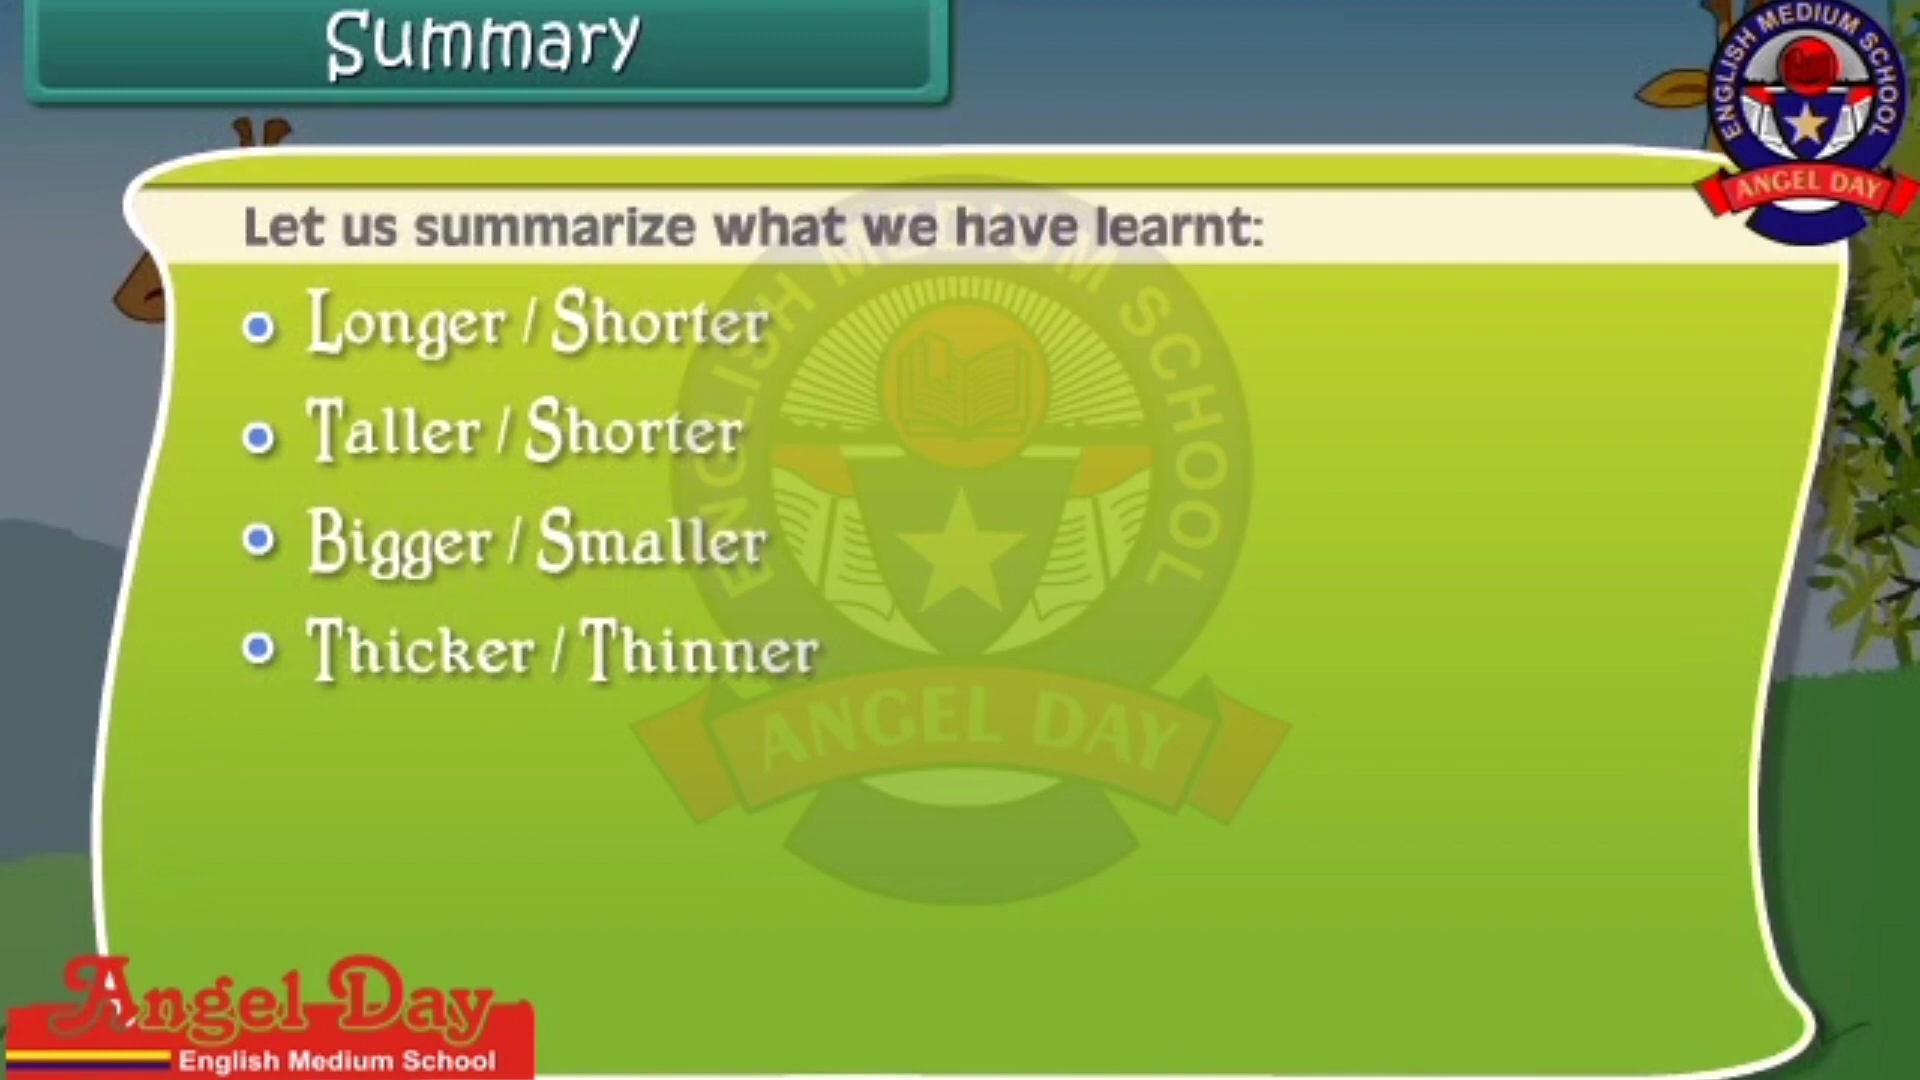 Summary
ENGLISH MEDIUM SCHOOL
ANGEL DAY
Let us summarize what we have learnt:
Longer / Shorter
Taller / Shorter
Bigger / Smaller
Thicker / Thinner
ENGLISH MEDIUM SCHOOL
ANGEL DAY
Angel Day
English Medium School